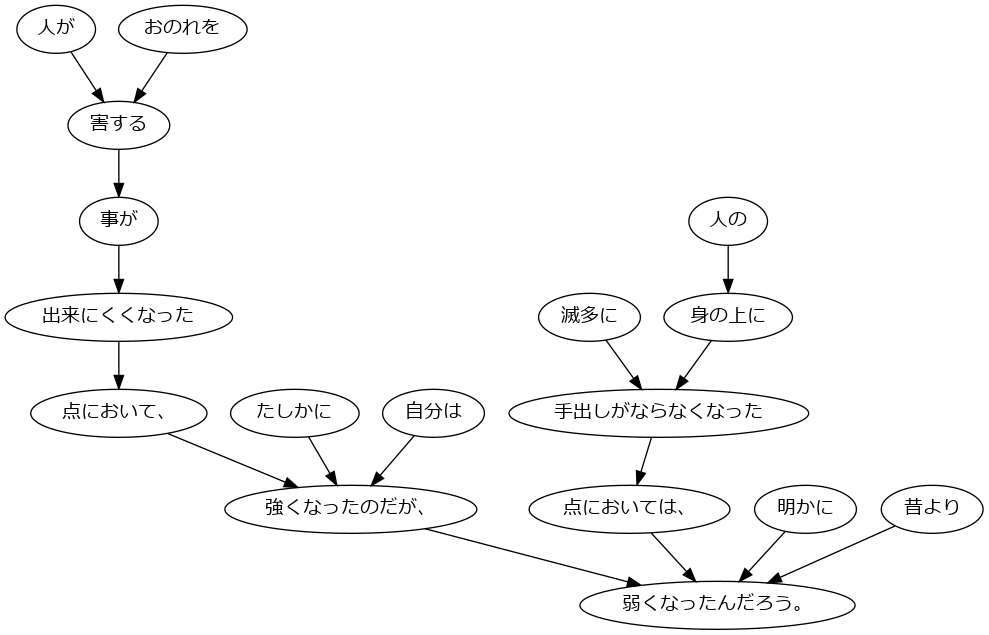 人が
おのれを
害する
事が
人の
出来にくくなった
滅多に
身の上に
点において、
たしかに
自分は
手出しがならなくなった
強くなったのだが、
点においては、
明かに
昔より
弱くなったんだろう。